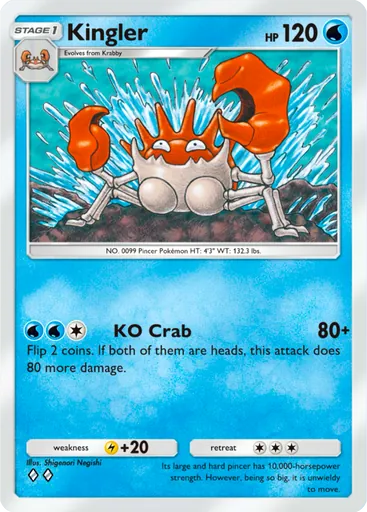 STAGE 1 Kingler HP 120
Evolves from Krabby
NO. 0099 Pincer Pokémon HT: 4'3" WT: 132.3 lbs.
KO Crab 80+
Flip 2 coins. If both of them are heads, this attack does
80 more damage.
weakness +20 retreat
Illus. Shigenori Negishi
Its large and hard pincer has 10,000-horsepower
strength. However, being so big, it is unwieldy
to move.